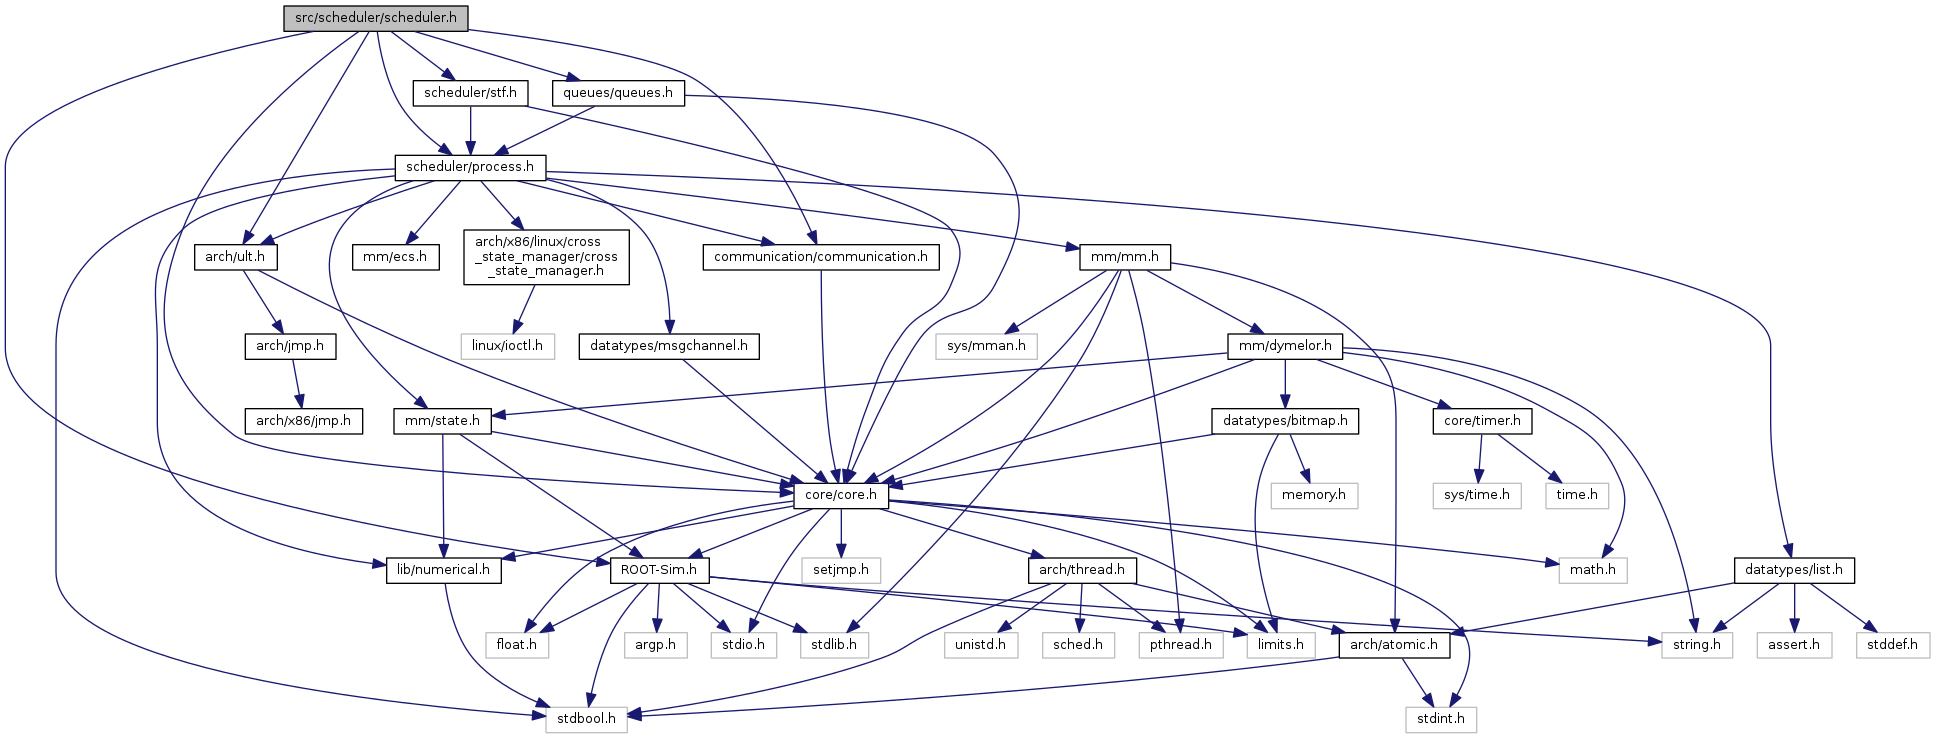 src/scheduler/scheduler.h
scheduler/stf.h
queues/queues.h
scheduler/process.h
arch/ult.h
mm/ecs.h
arch/x86/linux/cross
_state_manager/cross
_state_manager.h
communication/communication.h
mm/mm.h
arch/jmp.h
linux/ioctl.h
datatypes/msgchannel.h
sys/mman.h
mm/dymelor.h
arch/x86/jmp.h
mm/state.h
datatypes/bitmap.h
core/timer.h
core/core.h
memory.h
sys/time.h
time.h
lib/numerical.h
ROOT-Sim.h
setjmp.h
arch/thread.h
math.h
datatypes/list.h
float.h
argp.h
stdio.h
stdlib.h
unistd.h
sched.h
pthread.h
limits.h
arch/atomic.h
string.h
assert.h
stddef.h
stdbool.h
stdint.h